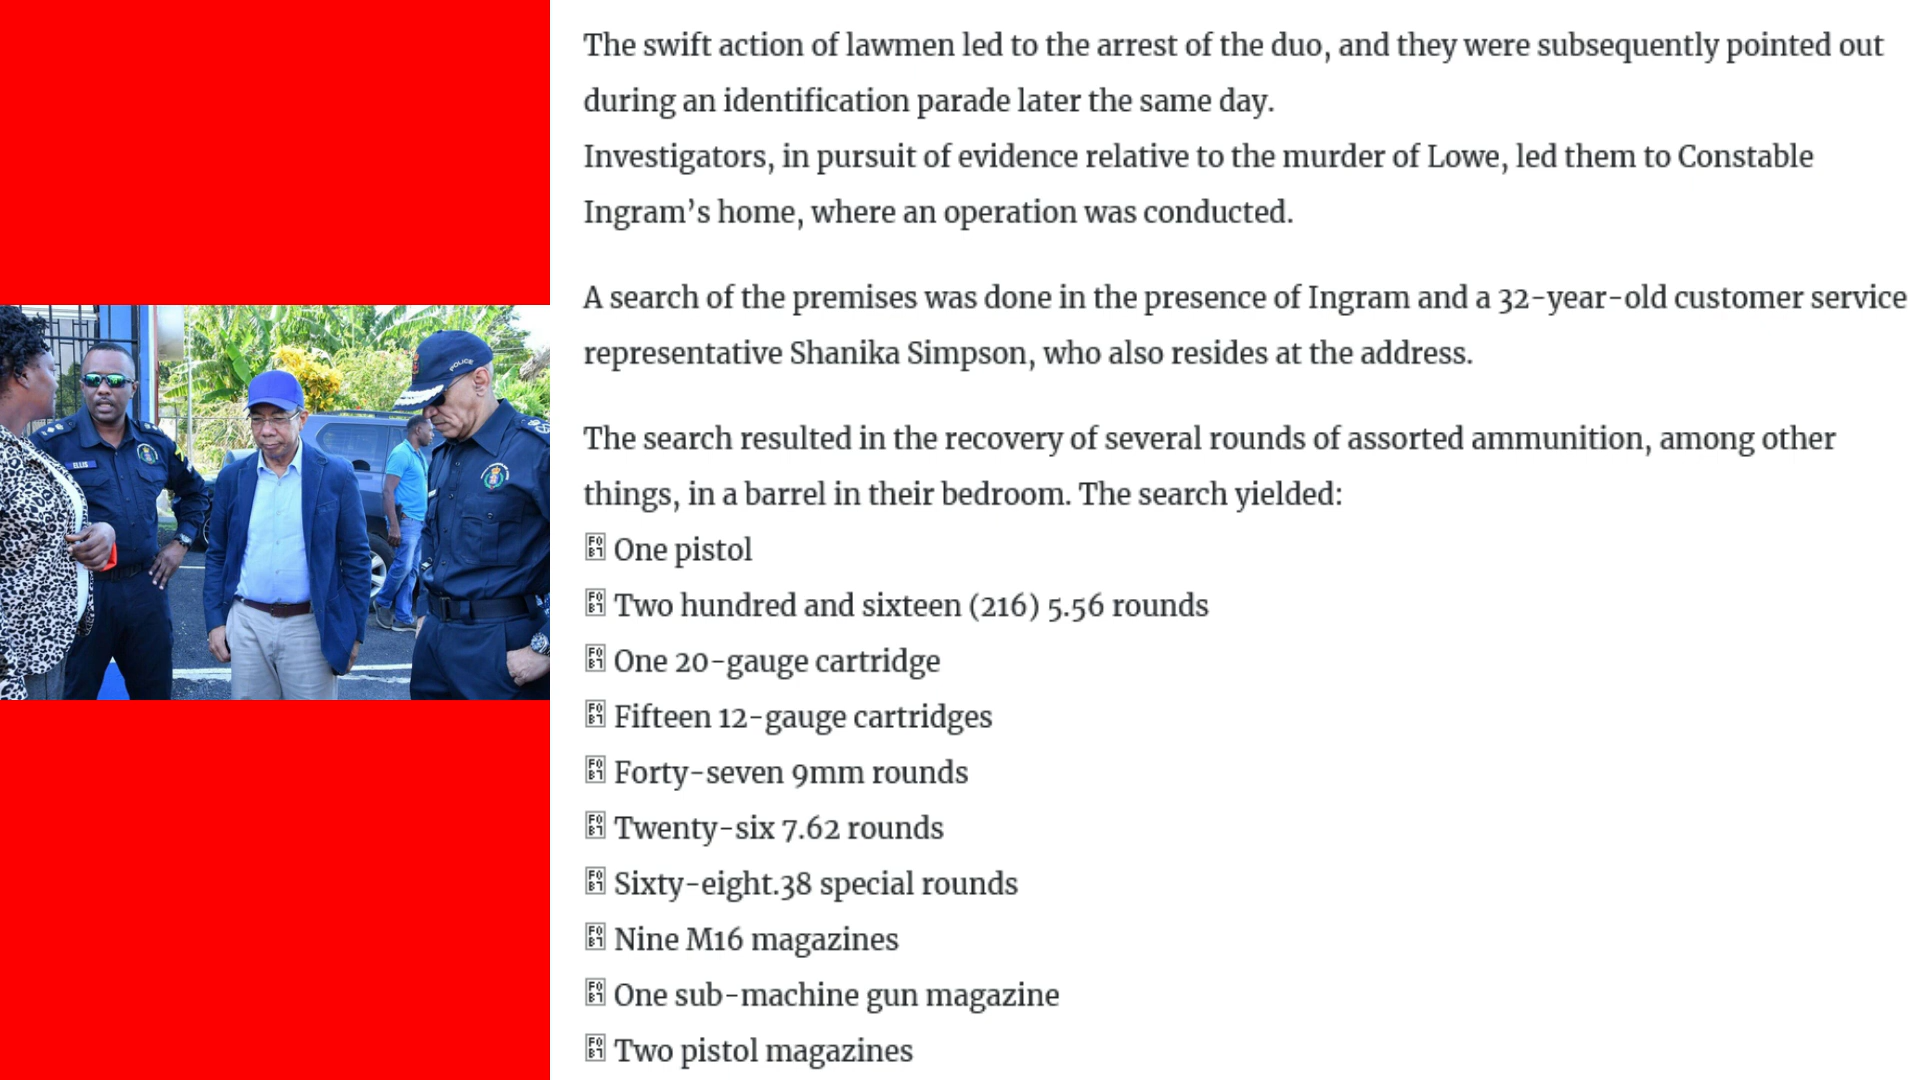 The swift action of lawmen led to the arrest of the duo, and they were subsequently pointed out
during an identification parade later the same day.
Investigators, in pursuit of evidence relative to the murder of Lowe, led them to Constable
Ingram’s home, where an operation was conducted.
A search of the premises was done in the presence of Ingram and a 32-year-old customer service
representative Shanika Simpson, who also resides at the address.
The search resulted in the recovery of several rounds of assorted ammunition, among other
things, in a barrel in their bedroom. The search yielded:
One pistol
Two hundred and sixteen (216) 5.56 rounds
One 20-gauge cartridge
Fifteen 12-gauge cartridges
Forty-seven 9mm rounds
Twenty-six 7.62 rounds
Sixty-eight.38 special rounds
Nine M16 magazines
One sub-machine gun magazine
Two pistol magazines
ELLIS
POLICE